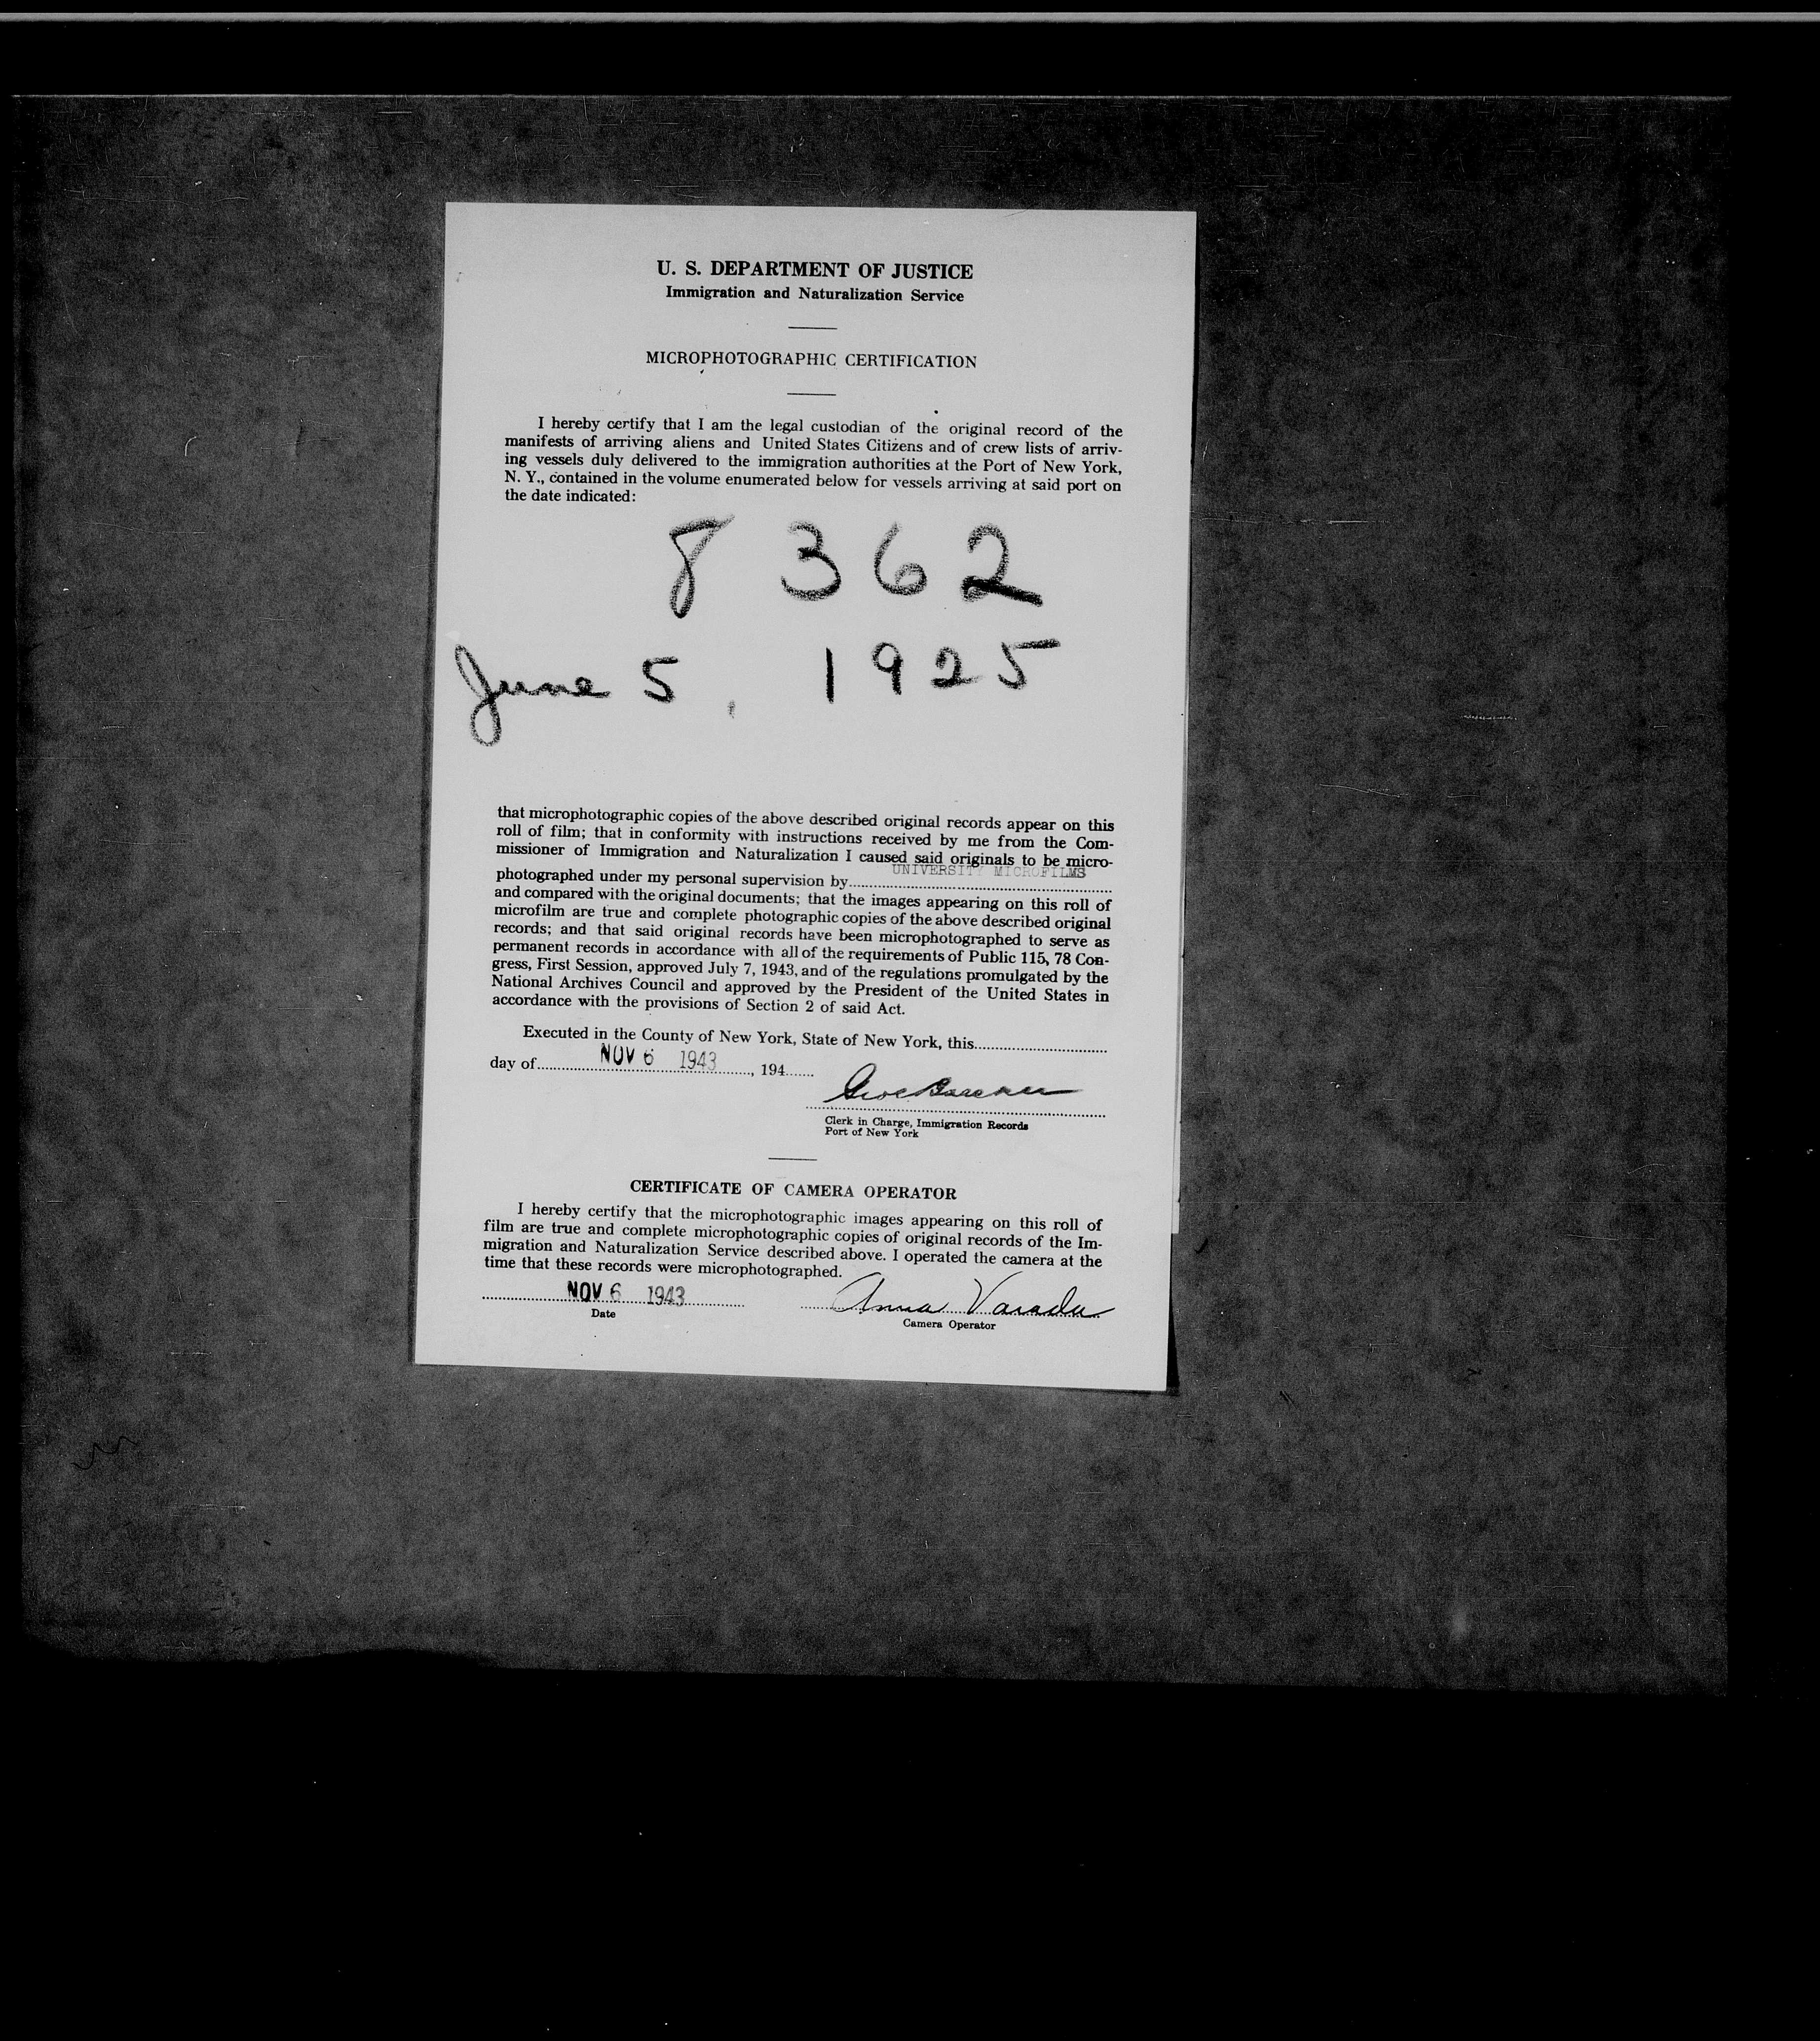 U. S. DEPARTMENT OF JUSTICE
Immigration and Naturalization Service
MICROPHOTOGRAPHIC CERTIFICATION
I hereby certify that I am the legal custodian of the original record of the
manifests of arriving aliens and United States Citizens and of crew lists of arriv-
ing vessels duly delivered to the immigration authorities at the Port of New York,
N. Y., contained in the volume enumerated below for vessels arriving at said port on
the date indicated:
8 362
June 5, 1925
that microphotographic copies of the above described original records appear on this
roll of film; that in conformity with instructions received by me from the Com-
missioner of Immigration and Naturalization I caused said originals to be micro-
photographed under my personal supervision by UNIVERSITY MICROFILMS
and compared with the original documents; that the images appearing on this roll of
microfilm are true and complete photographic copies of the above described original
records; and that said original records have been microphotographed to serve as
permanent records in accordance with all of the requirements of Public 115, 78 Con-
gress, First Session, approved July 7, 1943, and of the regulations promulgated by the
National Archives Council and approved by the President of the United States in
accordance with the provisions of Section 2 of said Act.
Executed in the County of New York, State of New York, this
day of NOV 6 1943, 194
Clerk in Charge, Immigration Records
Port of New York
CERTIFICATE OF CAMERA OPERATOR
I hereby certify that the microphotographic images appearing on this roll of
film are true and complete microphotographic copies of original records of the Im-
migration and Naturalization Service described above. I operated the camera at the
time that these records were microphotographed.
NOV 6 1943 Anna
Date
Camera Operator